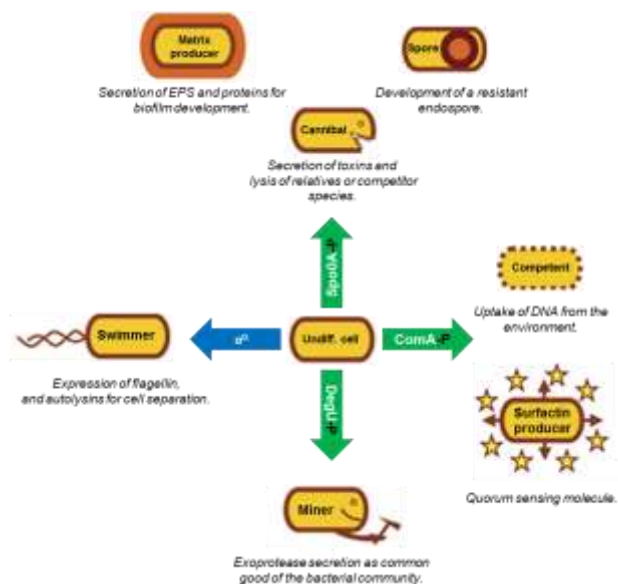 Matrix
producer
Secretion of EPS and proteins for
biofilm development.
Spore
Development of a resistant
endospore.
Cannibal
Secretion of toxins and
lysis of relatives or competitor
species.
Spo0A-P
Competent
Uptake of DNA from the
environment.
Swimmer
Expression of flagellin,
and autolysins for cell separation.
σᴰ
Undiff. cell
ComA-P
DegU-P
Surfactin
producer
Quorum sensing molecule.
Miner
Exoprotease secretion as common
good of the bacterial community.